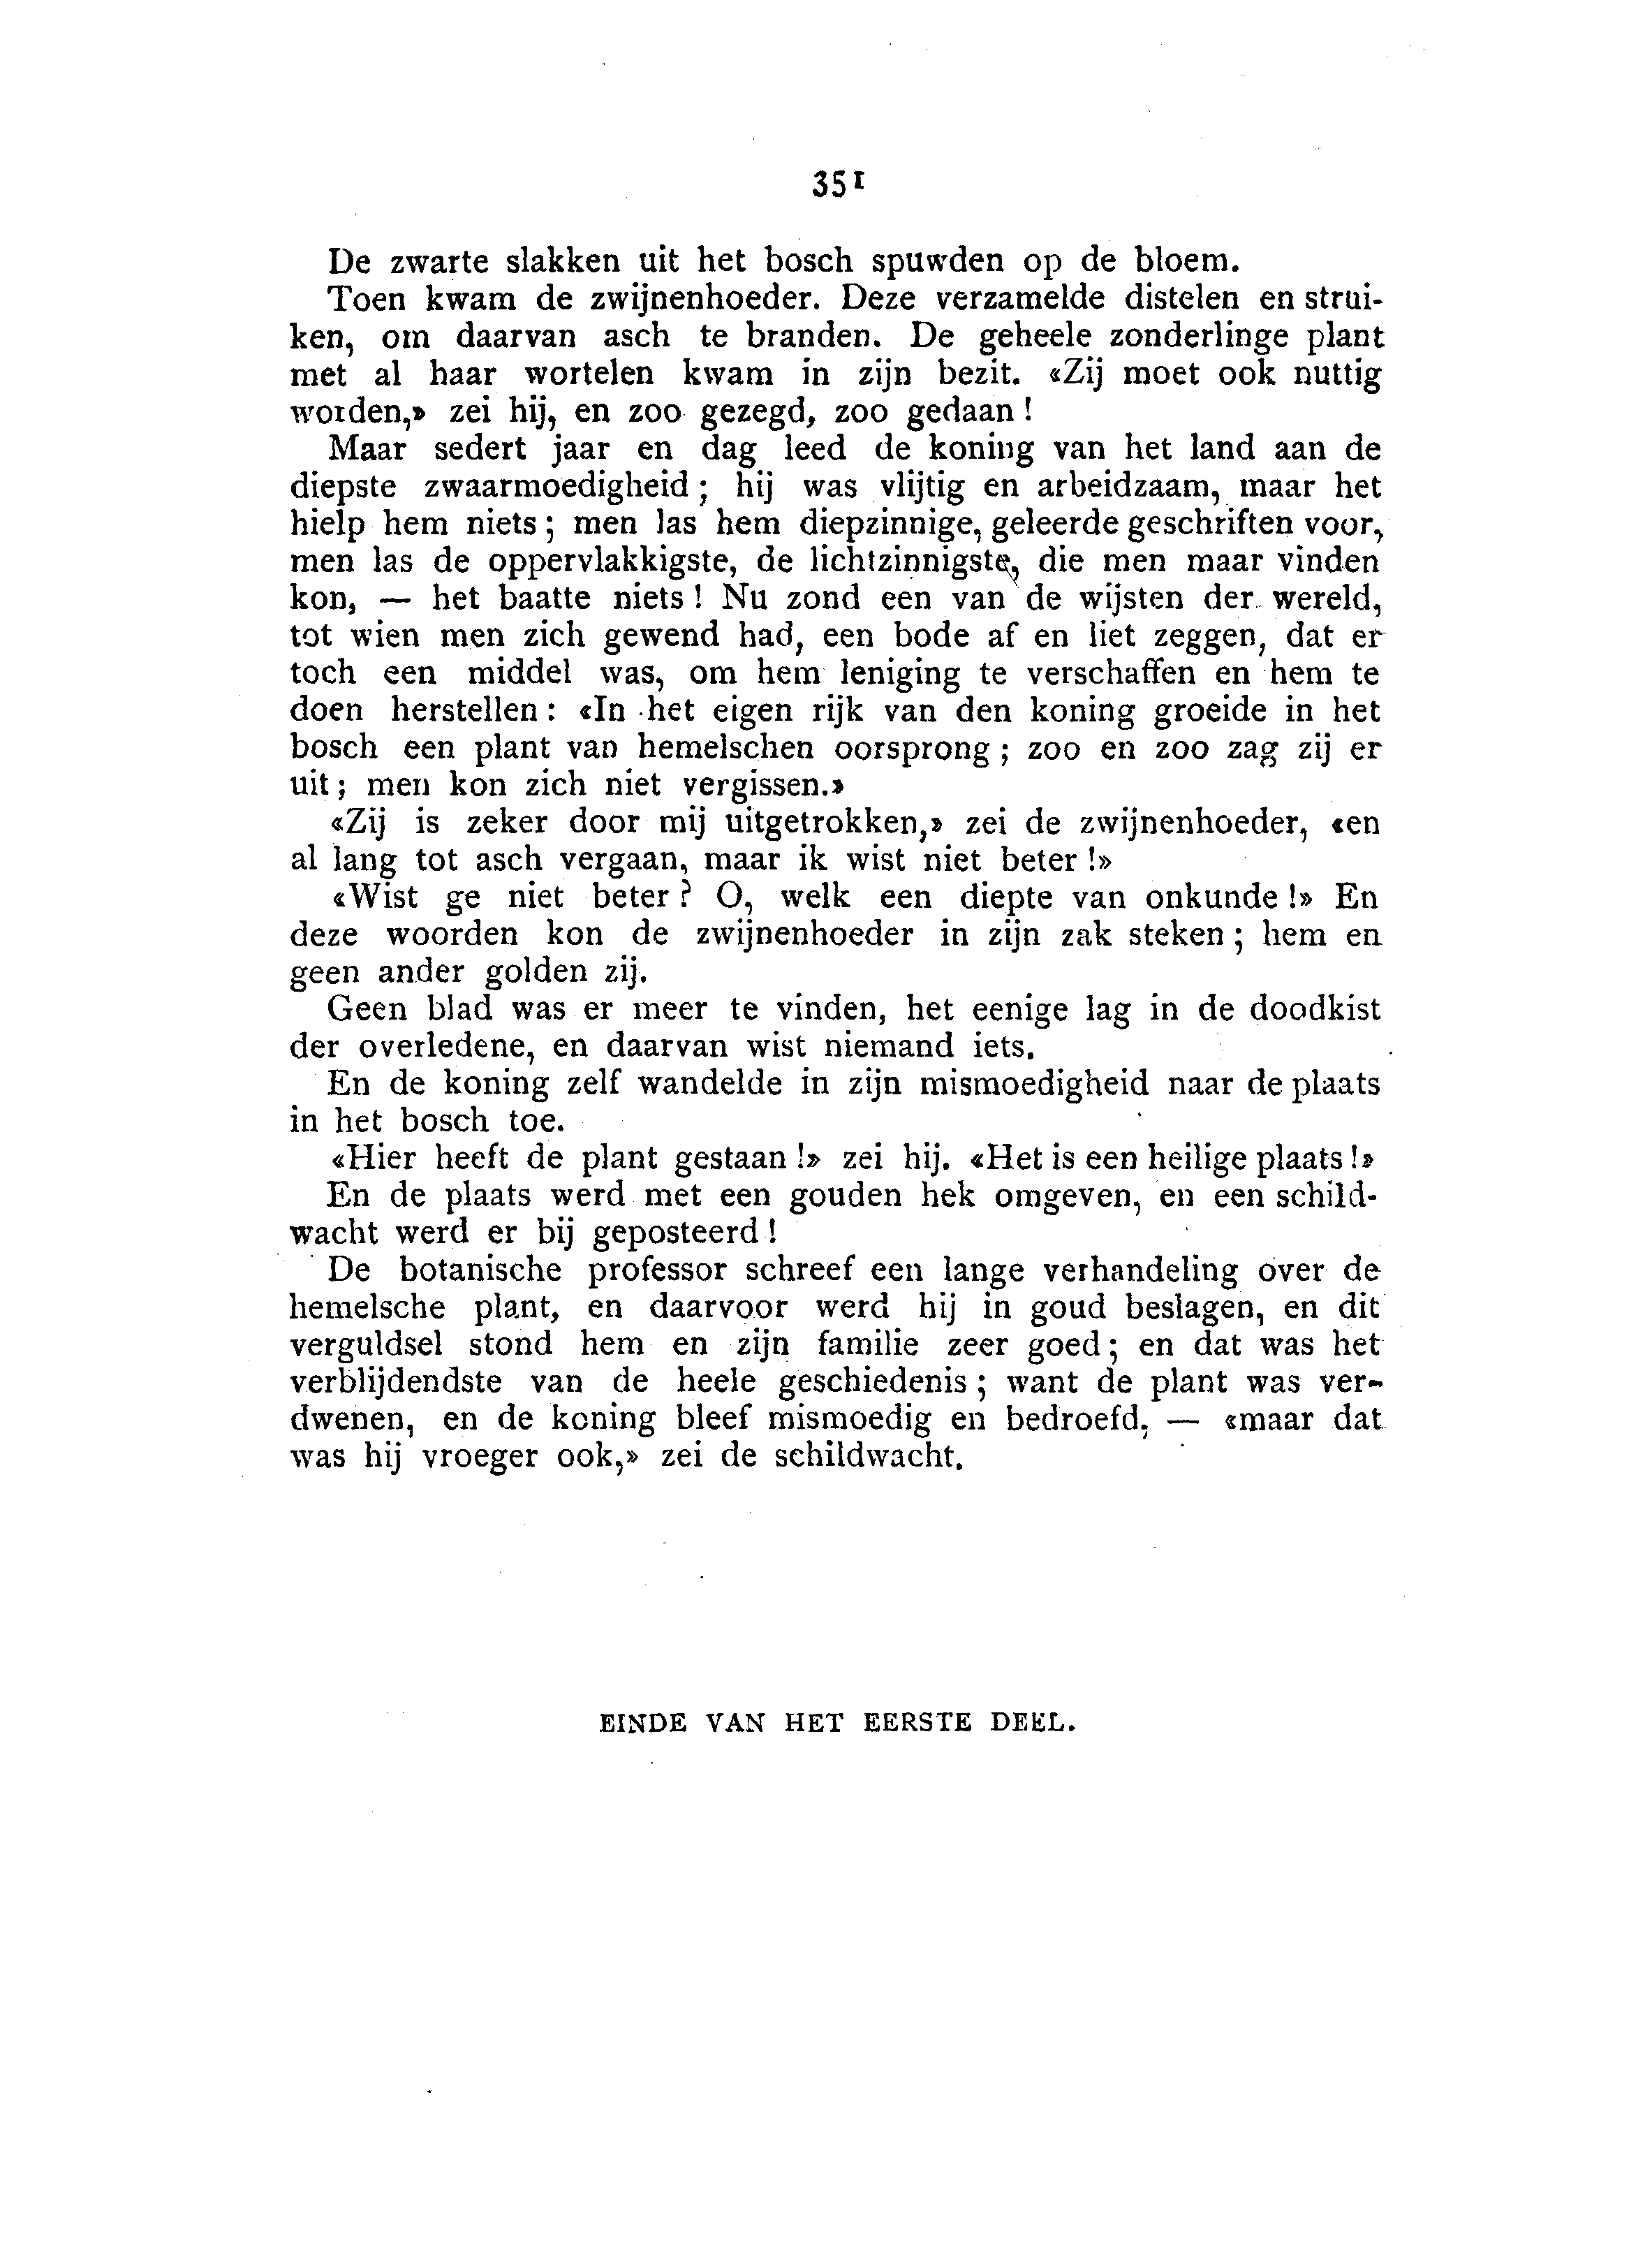 351
De zwarte slakken uit het bosch spuwden op de bloem.
Toen kwam de zwijnenhoeder. Deze verzamelde distelen en strui-
ken, om daarvan asch te branden. De geheele zonderlinge plant
met al haar wortelen kwam in zijn bezit. «Zij moet ook nuttig
worden,» zei hij, en zoo gezegd, zoo gedaan !
Maar sedert jaar en dag leed de koning van het land aan de
diepste zwaarmoedigheid ; hij was vlijtig en arbeidzaam, maar het
hielp hem niets ; men las hem diepzinnige, geleerde geschriften voor,
men las de oppervlakkigste, de lichtzinnigste, die men maar vinden
kon, — het baatte niets ! Nu zond een van de wijsten der wereld,
tot wien men zich gewend had, een bode af en liet zeggen, dat er
toch een middel was, om hem leniging te verschaffen en hem te
doen herstellen : «In het eigen rijk van den koning groeide in het
bosch een plant van hemelschen oorsprong ; zoo en zoo zag zij er
uit ; men kon zich niet vergissen.»
«Zij is zeker door mij uitgetrokken,» zei de zwijnenhoeder, «en
al lang tot asch vergaan, maar ik wist niet beter !»
«Wist ge niet beter ? O, welk een diepte van onkunde !» En
deze woorden kon de zwijnenhoeder in zijn zak steken ; hem en
geen ander golden zij.
Geen blad was er meer te vinden, het eenige lag in de doodkist
der overledene, en daarvan wist niemand iets.
En de koning zelf wandelde in zijn mismoedigheid naar de plaats
in het bosch toe.
«Hier heeft de plant gestaan !» zei hij. «Het is een heilige plaats !»
En de plaats werd met een gouden hek omgeven, en een schild-
wacht werd er bij geposteerd !
De botanische professor schreef een lange verhandeling over de
hemelsche plant, en daarvoor werd hij in goud beslagen, en dit
verguldsel stond hem en zijn familie zeer goed ; en dat was het
verblijdendste van de heele geschiedenis ; want de plant was ver-
dwenen, en de koning bleef mismoedig en bedroefd, — «maar dat
was hij vroeger ook,» zei de schildwacht.
EINDE VAN HET EERSTE DEEL.